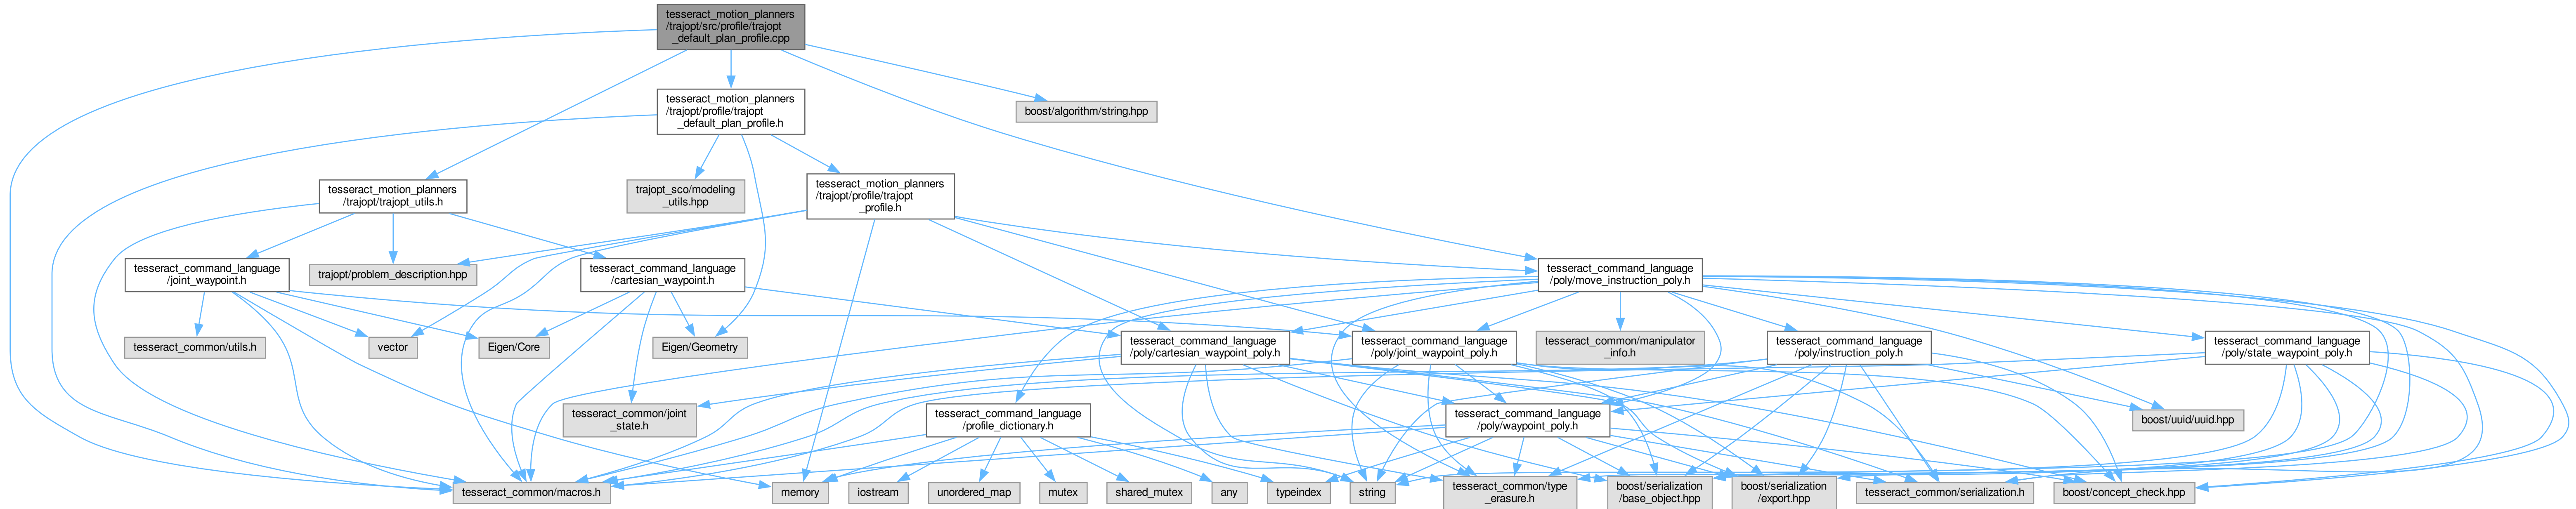 tesseract_motion_planners
/trajopt/src/profile/trajopt
_default_plan_profile.cpp
tesseract_motion_planners
/trajopt/profile/trajopt
_default_plan_profile.h
boost/algorithm/string.hpp
tesseract_motion_planners
/trajopt/trajopt_utils.h
trajopt_sco/modeling
_utils.hpp
tesseract_motion_planners
/trajopt/profile/trajopt
_profile.h
tesseract_command_language
/joint_waypoint.h
trajopt/problem_description.hpp
tesseract_command_language
/cartesian_waypoint.h
tesseract_command_language
/poly/move_instruction_poly.h
tesseract_common/utils.h
vector
Eigen/Core
Eigen/Geometry
tesseract_command_language
/poly/cartesian_waypoint_poly.h
tesseract_command_language
/poly/joint_waypoint_poly.h
tesseract_common/manipulator
_info.h
tesseract_command_language
/poly/instruction_poly.h
tesseract_command_language
/poly/state_waypoint_poly.h
tesseract_common/joint
_state.h
tesseract_command_language
/profile_dictionary.h
tesseract_command_language
/poly/waypoint_poly.h
boost/uuid/uuid.hpp
tesseract_common/macros.h
memory
iostream
unordered_map
mutex
shared_mutex
any
typeindex
string
tesseract_common/type
_erasure.h
boost/serialization
/base_object.hpp
boost/serialization
/export.hpp
tesseract_common/serialization.h
boost/concept_check.hpp